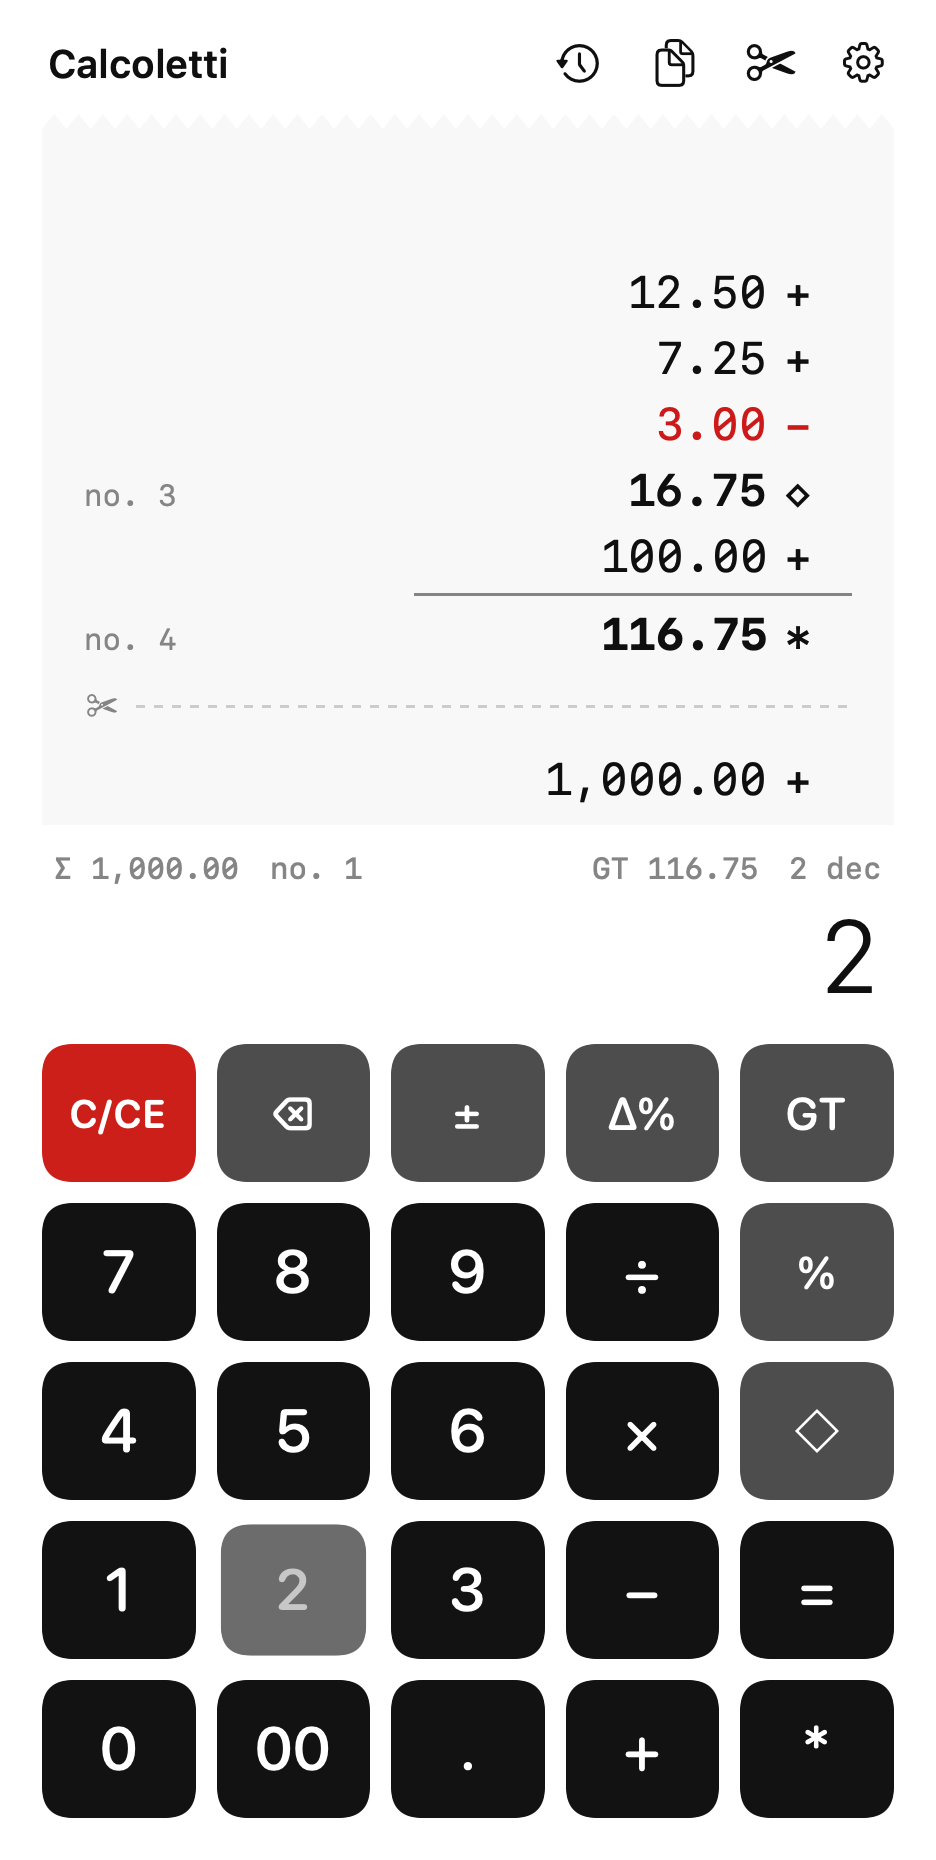 Calcoletti
12.50 +
7.25 +
3.00 −
no. 3 16.75 ◇
100.00 +
no. 4 116.75 *
1,000.00 +
Σ 1,000.00 no. 1 GT 116.75 2 dec
2
C/CE ± Δ% GT
7 8 9 ÷ %
4 5 6 × ◇
1 2 3 − =
0 00 . + *